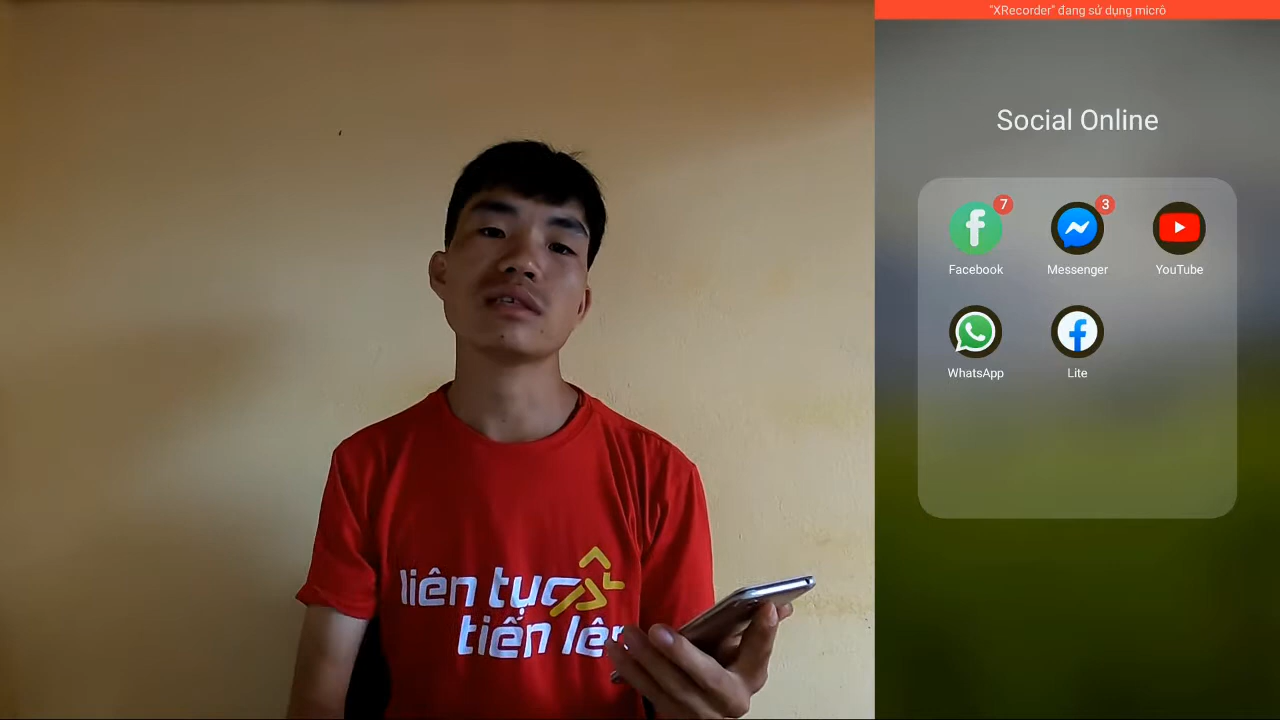 "XRecorder" đang sử dụng micrô
Social Online
7
3
Facebook
Messenger
YouTube
WhatsApp
Lite
liên tục
tiến lên